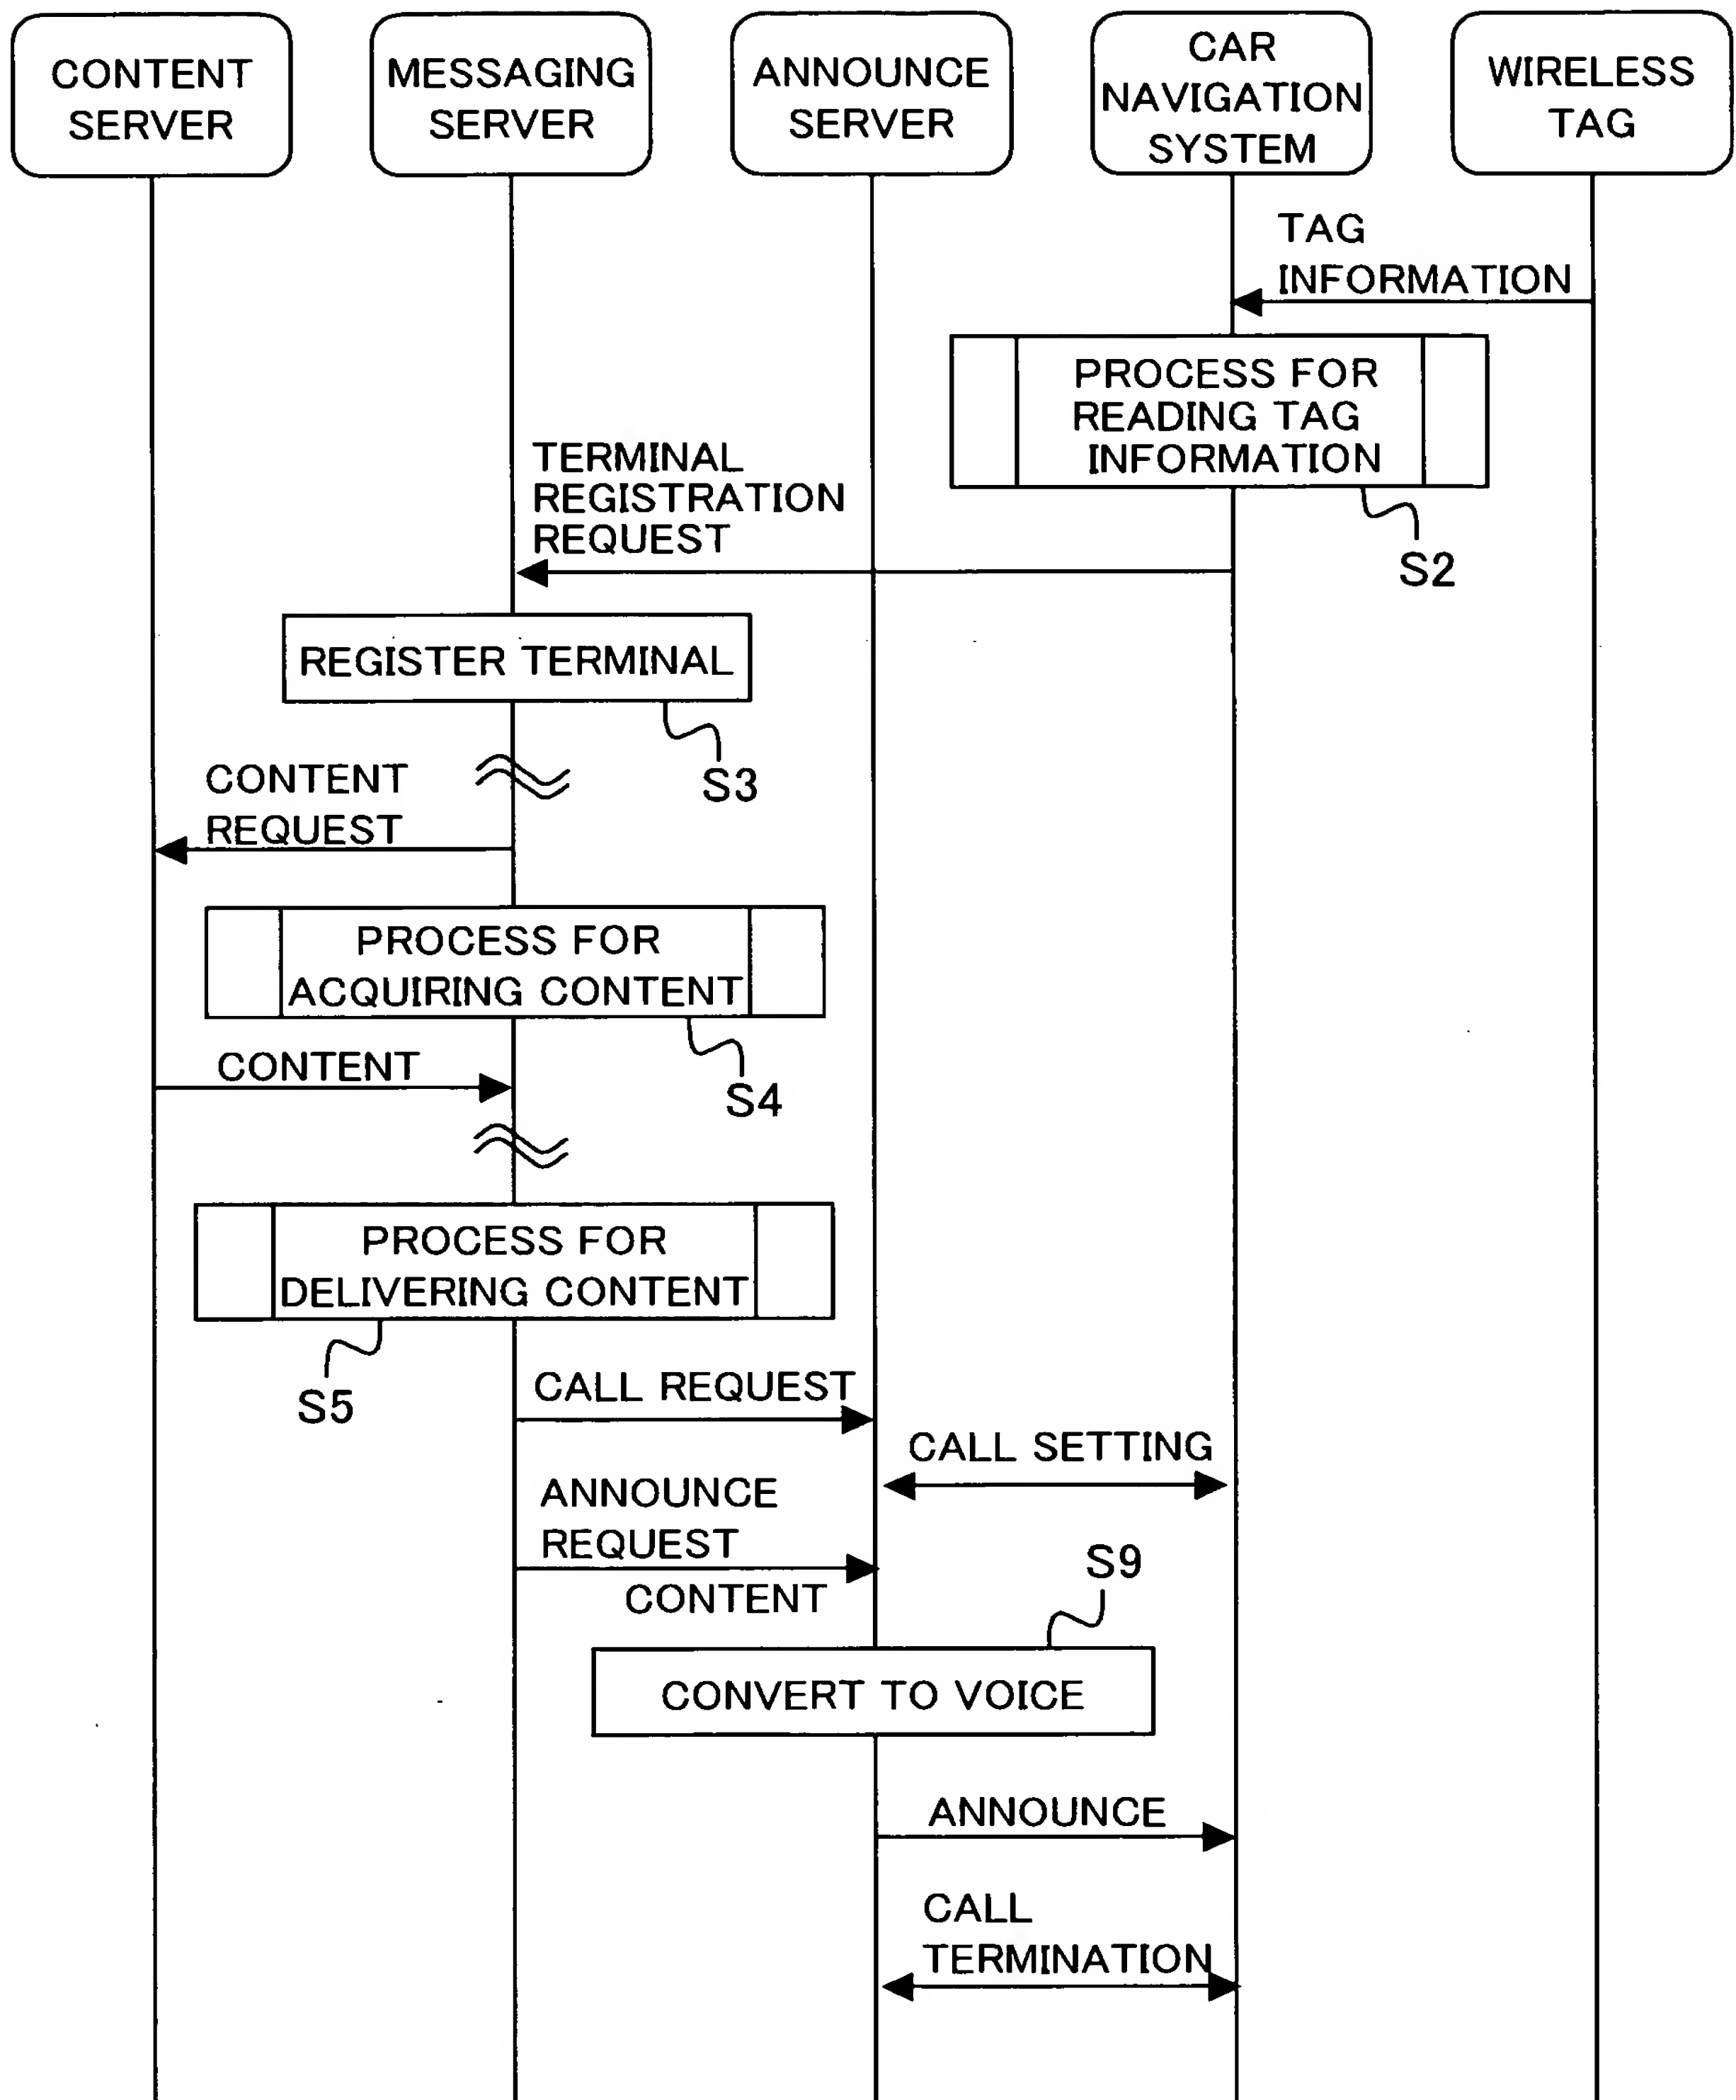 CONTENT
SERVER
MESSAGING
SERVER
ANNOUNCE
SERVER
CAR
NAVIGATION
SYSTEM
WIRELESS
TAG
TAG
INFORMATION
PROCESS FOR
READING TAG
INFORMATION
S2
TERMINAL
REGISTRATION
REQUEST
REGISTER TERMINAL
S3
CONTENT
REQUEST
PROCESS FOR
ACQUIRING CONTENT
S4
CONTENT
PROCESS FOR
DELIVERING CONTENT
S5
CALL REQUEST
CALL SETTING
ANNOUNCE
REQUEST
CONTENT
S9
CONVERT TO VOICE
ANNOUNCE
CALL
TERMINATION